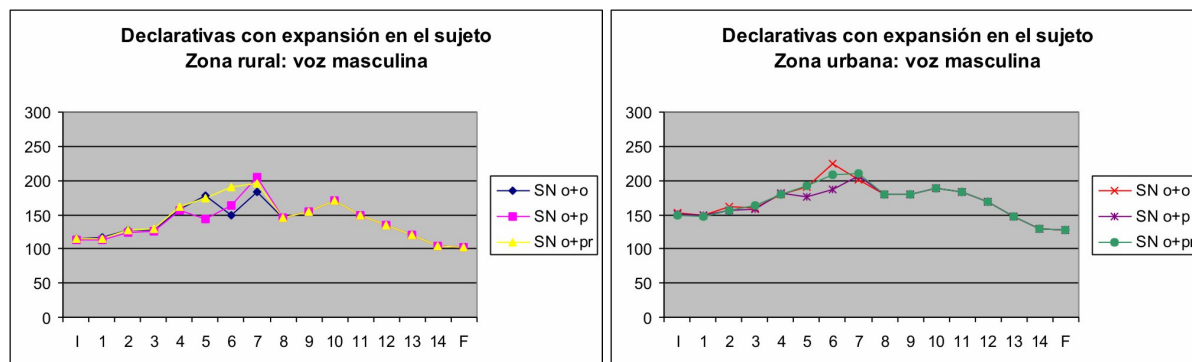 Declarativas con expansión en el sujeto
Zona rural: voz masculina
300
250
200
150
100
50
0
I 1 2 3 4 5 6 7 8 9 10 11 12 13 14 F
SN o+o
SN o+p
SN o+pr
Declarativas con expansión en el sujeto
Zona urbana: voz masculina
300
250
200
150
100
50
0
I 1 2 3 4 5 6 7 8 9 10 11 12 13 14 F
SN o+o
SN o+p
SN o+pr